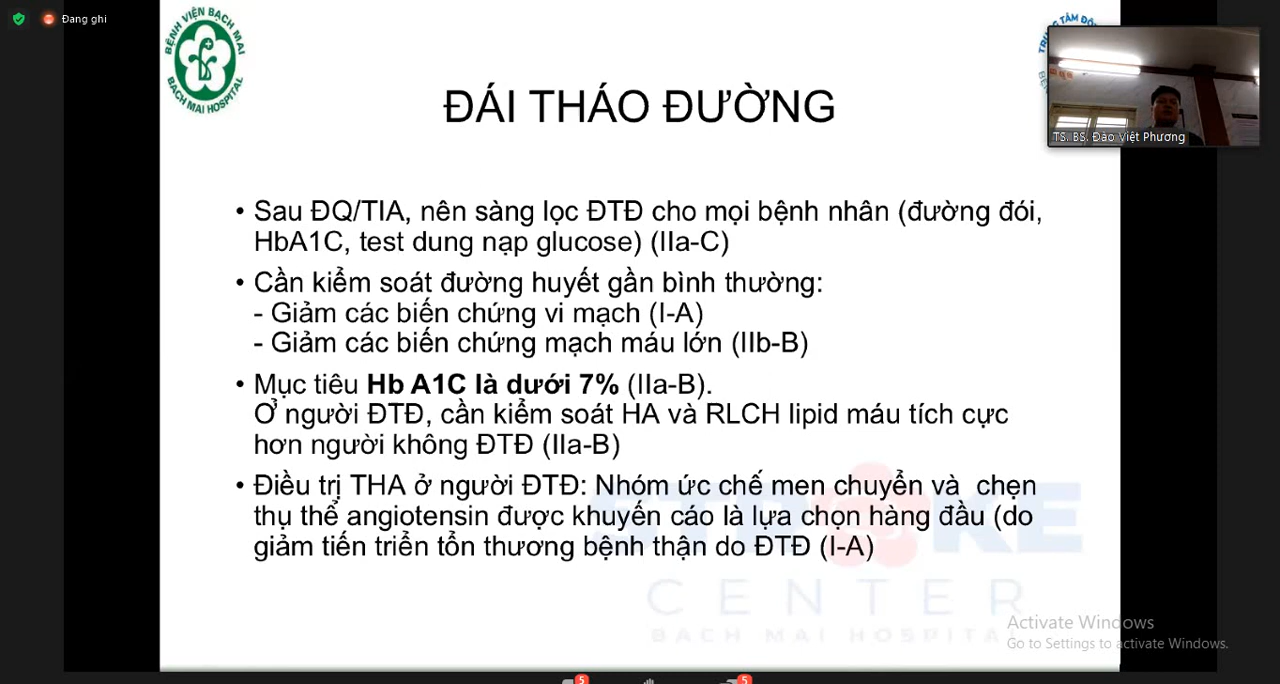 Đang ghi
BỆNH VIỆN BẠCH MAI
BACH MAI HOSPITAL
TRUNG TÂM
TS. BS. Đào Việt Phương
ĐÁI THÁO ĐƯỜNG
• Sau ĐQ/TIA, nên sàng lọc ĐTĐ cho mọi bệnh nhân (đường đói,
HbA1C, test dung nạp glucose) (IIa-C)
• Cần kiểm soát đường huyết gần bình thường:
- Giảm các biến chứng vi mạch (I-A)
- Giảm các biến chứng mạch máu lớn (IIb-B)
• Mục tiêu Hb A1C là dưới 7% (IIa-B).
Ở người ĐTĐ, cần kiểm soát HA và RLCH lipid máu tích cực
hơn người không ĐTĐ (IIa-B)
• Điều trị THA ở người ĐTĐ: Nhóm ức chế men chuyển và chẹn
thụ thể angiotensin được khuyến cáo là lựa chọn hàng đầu (do
giảm tiến triển tổn thương bệnh thận do ĐTĐ (I-A)
STROKE
CENTER
BACH MAI HOSPITAL
Activate Windows
Go to Settings to activate Windows.
5
5